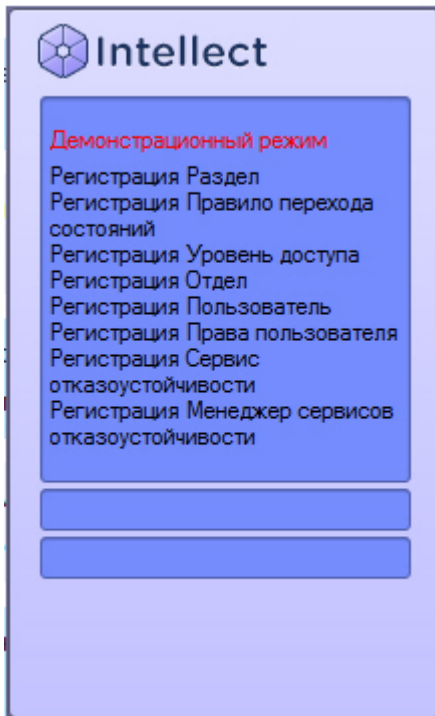 Intellect
Демонстрационный режим
Регистрация Раздел
Регистрация Правило перехода
состояний
Регистрация Уровень доступа
Регистрация Отдел
Регистрация Пользователь
Регистрация Права пользователя
Регистрация Сервис
отказоустойчивости
Регистрация Менеджер сервисов
отказоустойчивости